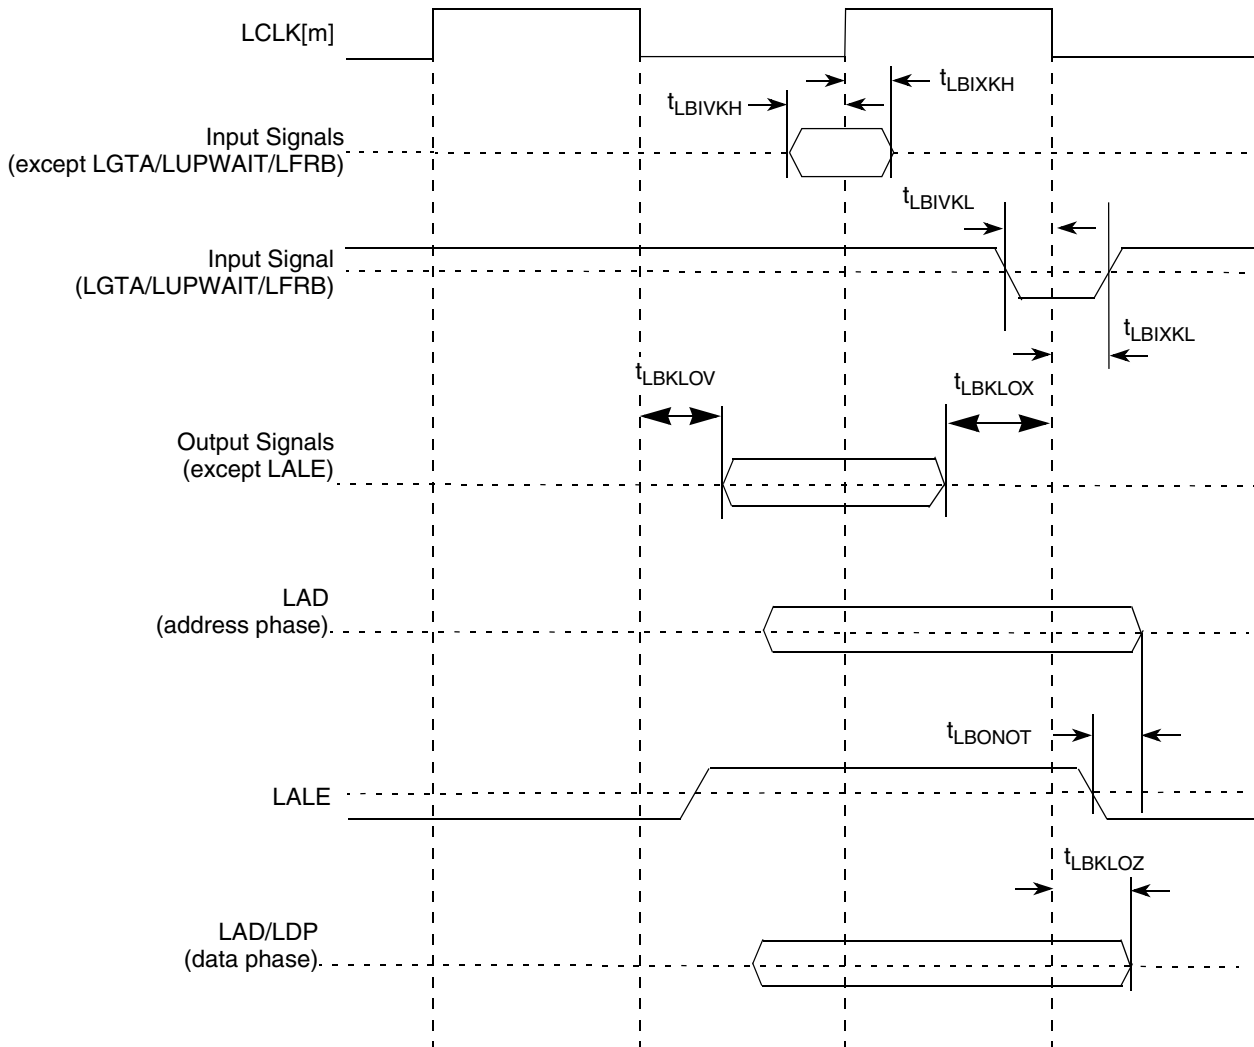 LCLK[m]
tLBIXKH
tLBIVKH
Input Signals
(except LGTA/LUPWAIT/LFRB)
tLBIVKL
Input Signal
(LGTA/LUPWAIT/LFRB)
tLBIXKL
tLBKLOV
tLBKLOX
Output Signals
(except LALE)
LAD
(address phase)
tLBONOT
LALE
tLBKLOZ
LAD/LDP
(data phase)